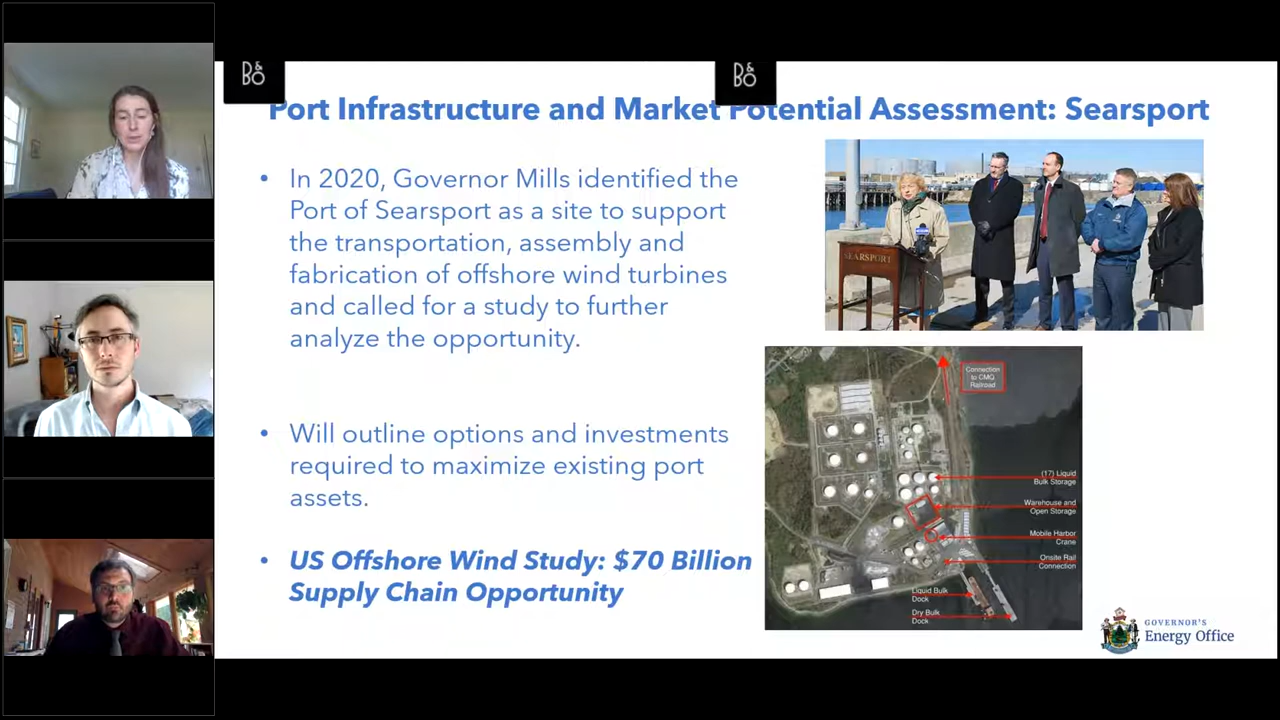 B&O
B&O
Port Infrastructure and Market Potential Assessment: Searsport
• In 2020, Governor Mills identified the
Port of Searsport as a site to support
the transportation, assembly and
fabrication of offshore wind turbines
and called for a study to further
analyze the opportunity.
• Will outline options and investments
required to maximize existing port
assets.
• US Offshore Wind Study: $70 Billion
Supply Chain Opportunity
SEARSPORT
Connection
to CMQ
Railroad
(17) Liquid
Bulk Storage
Warehouse and
Open Storage
Mobile Harbor
Crane
Onsite Rail
Connection
Liquid Bulk
Dock
Dry Bulk
Dock
GOVERNOR'S
Energy Office